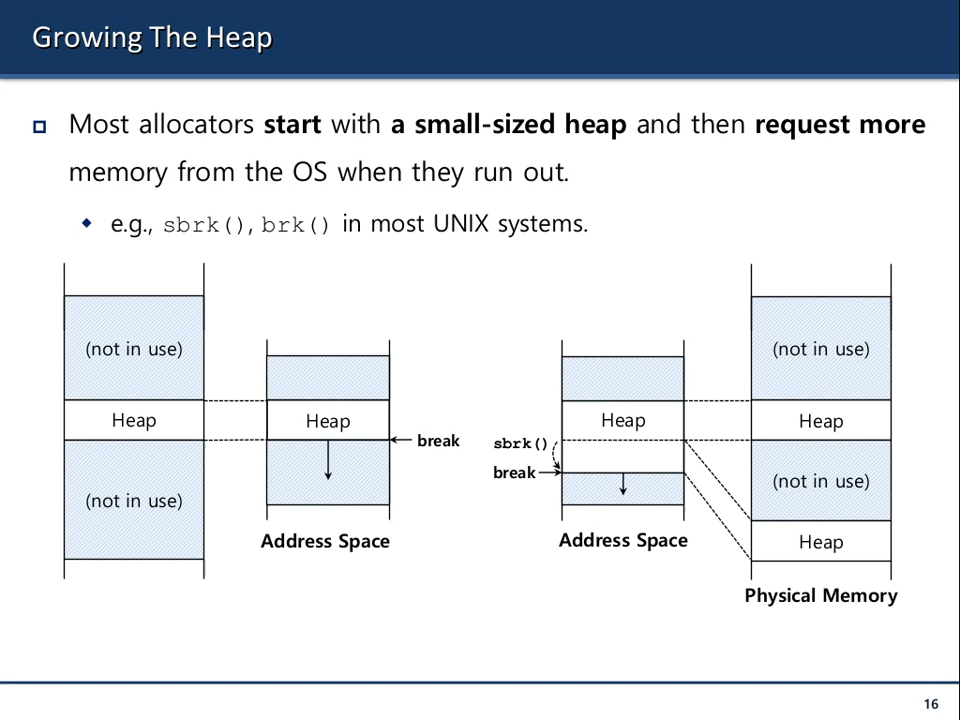 Growing The Heap
Most allocators start with a small-sized heap and then request more
memory from the OS when they run out.
e.g., sbrk(), brk() in most UNIX systems.
(not in use)
Heap
(not in use)
Heap
break
Address Space
Heap
sbrk()
break
Address Space
(not in use)
Heap
(not in use)
Heap
Physical Memory
16